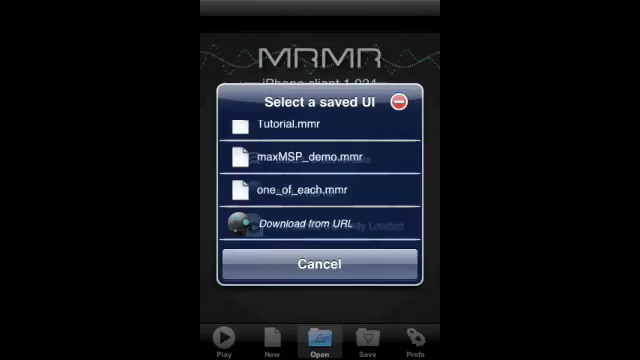 MRMR
iPhone client 1.024
Select a saved UI
Tutorial.mmr
maxMSP_demo.mmr
one_of_each.mmr
Download from URL
Cancel
Play New Open Save Prefs